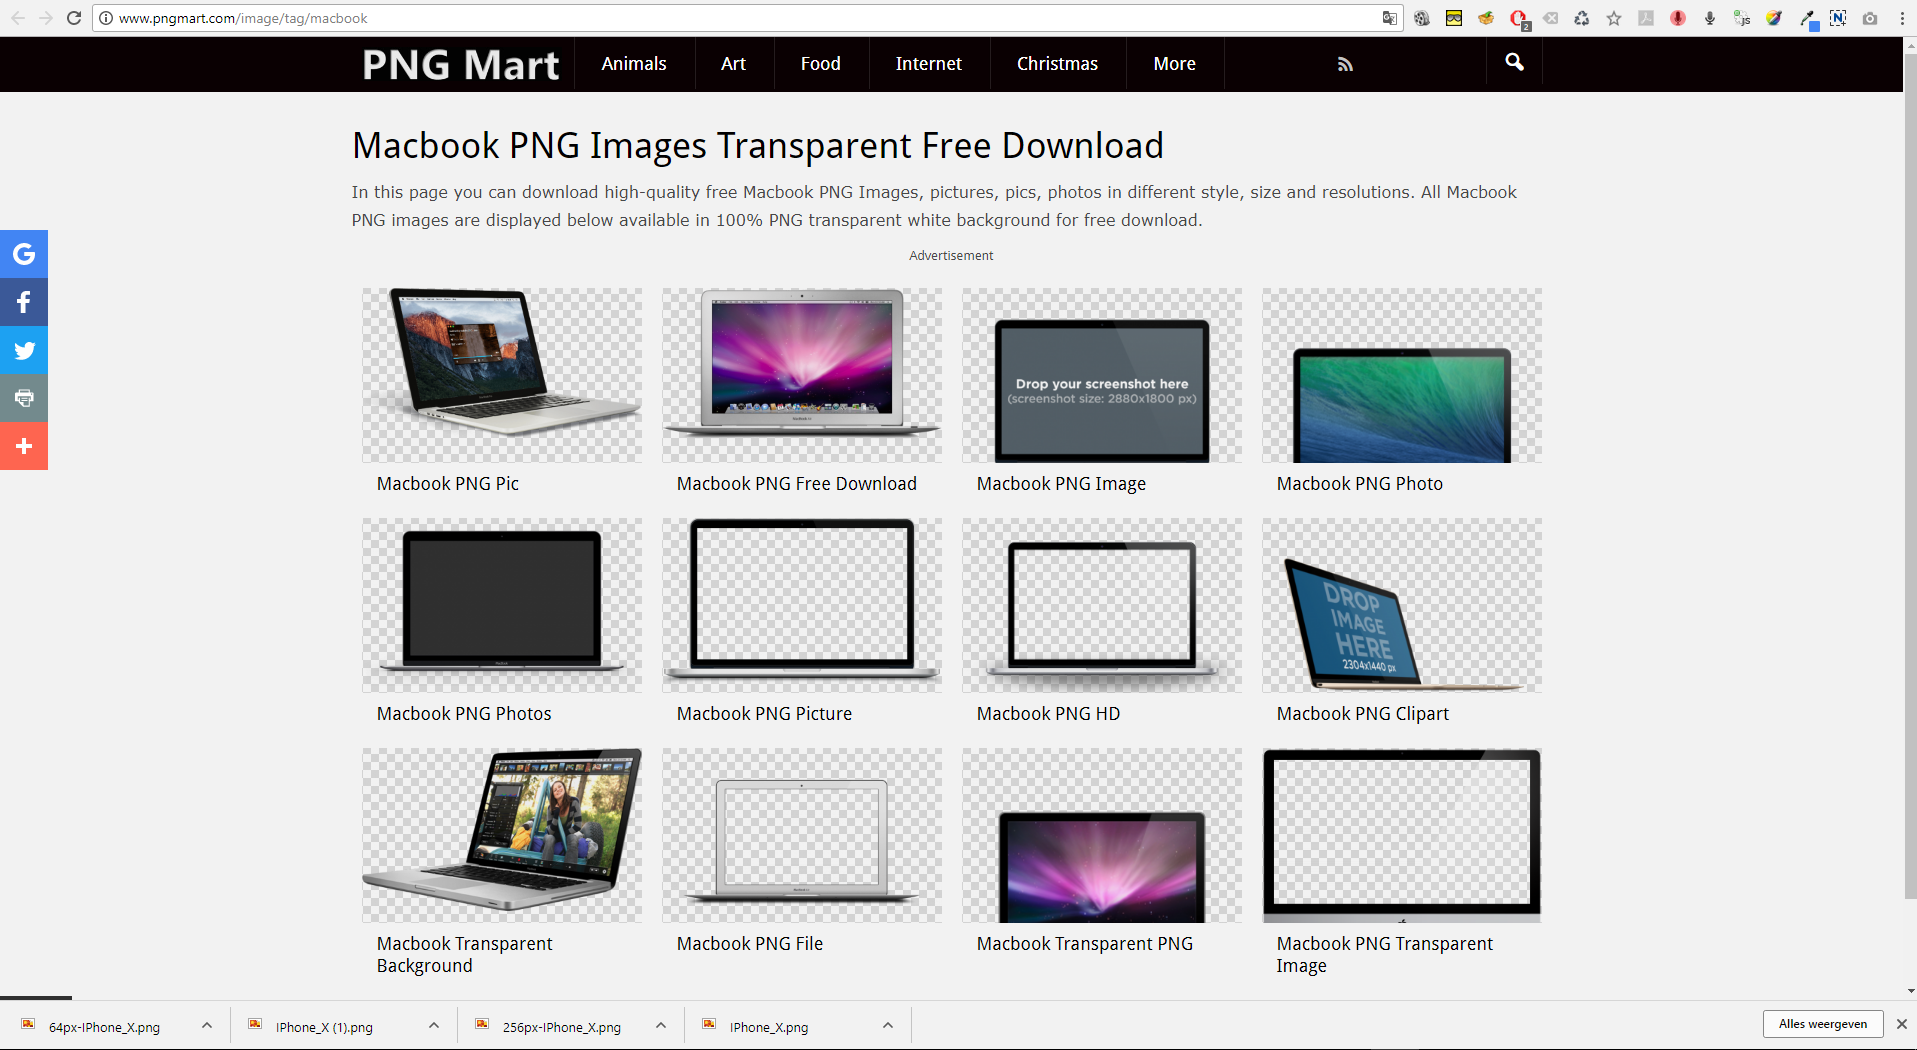 www.pngmart.com/image/tag/macbook
2
JS
PNG Mart
Animals
Art
Food
Internet
Christmas
More
Macbook PNG Images Transparent Free Download
In this page you can download high-quality free Macbook PNG Images, pictures, pics, photos in different style, size and resolutions. All Macbook
PNG images are displayed below available in 100% PNG transparent white background for free download.
Advertisement
Drop your screenshot here
(screenshot size: 2880x1800 px)
Macbook PNG Pic
Macbook PNG Free Download
Macbook PNG Image
Macbook PNG Photo
DROP
IMAGE
HERE
2304x1440 px
Macbook PNG Photos
Macbook PNG Picture
Macbook PNG HD
Macbook PNG Clipart
Macbook Transparent
Background
Macbook PNG File
Macbook Transparent PNG
Macbook PNG Transparent
Image
64px-IPhone_X.png
IPhone_X (1).png
256px-IPhone_X.png
IPhone_X.png
Alles weergeven